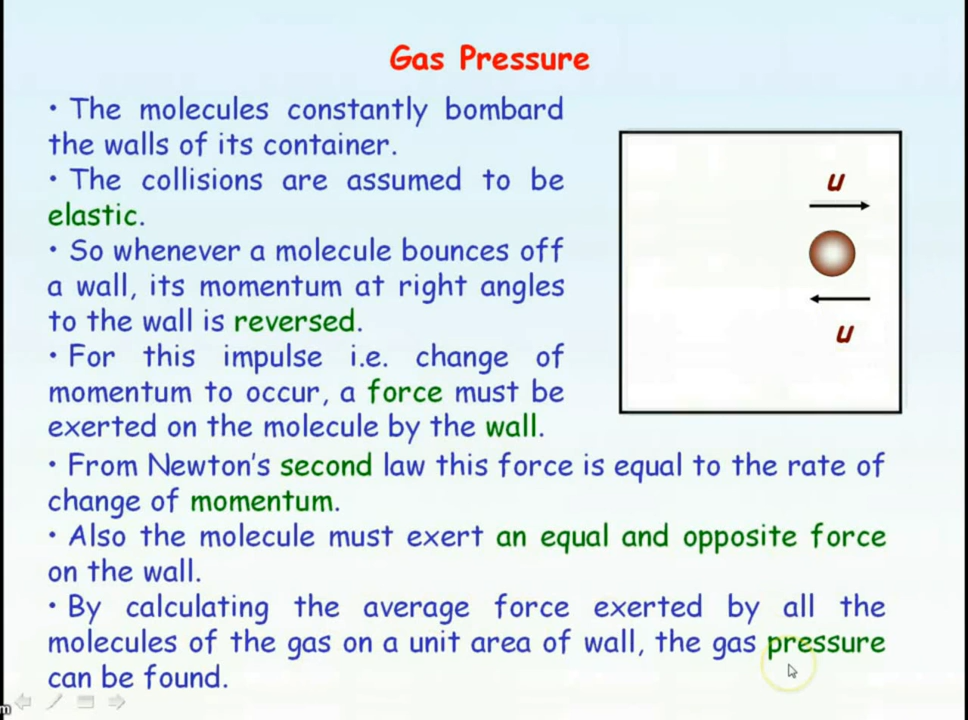 Gas Pressure
• The molecules constantly bombard
the walls of its container.
• The collisions are assumed to be
elastic.
• So whenever a molecule bounces off
a wall, its momentum at right angles
to the wall is reversed.
• For this impulse i.e. change of
momentum to occur, a force must be
exerted on the molecule by the wall.
u
u
• From Newton's second law this force is equal to the rate of
change of momentum.
• Also the molecule must exert an equal and opposite force
on the wall.
• By calculating the average force exerted by all the
molecules of the gas on a unit area of wall, the gas pressure
can be found.
m